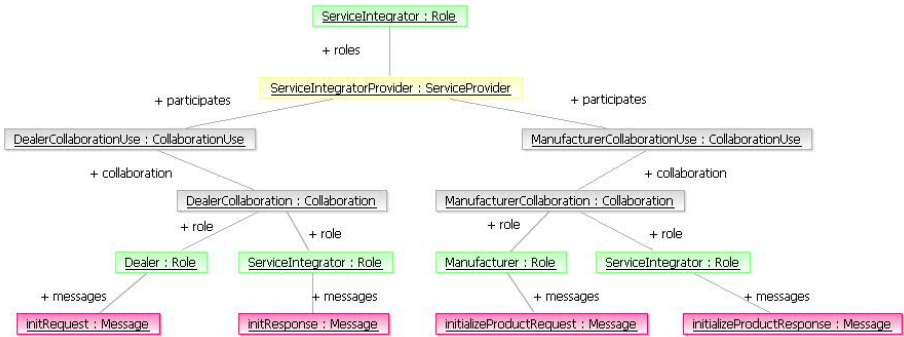 ServiceIntegrator : Role
+ roles
ServiceIntegratorProvider : ServiceProvider
+ participates
+ participates
DealerCollaborationUse : CollaborationUse
ManufacturerCollaborationUse : CollaborationUse
+ collaboration
+ collaboration
DealerCollaboration : Collaboration
ManufacturerCollaboration : Collaboration
+ role
+ role
+ role
+ role
Dealer : Role
ServiceIntegrator : Role
Manufacturer : Role
ServiceIntegrator : Role
+ messages
+ messages
+ messages
+ messages
initRequest : Message
initResponse : Message
initializeProductRequest : Message
initializeProductResponse : Message